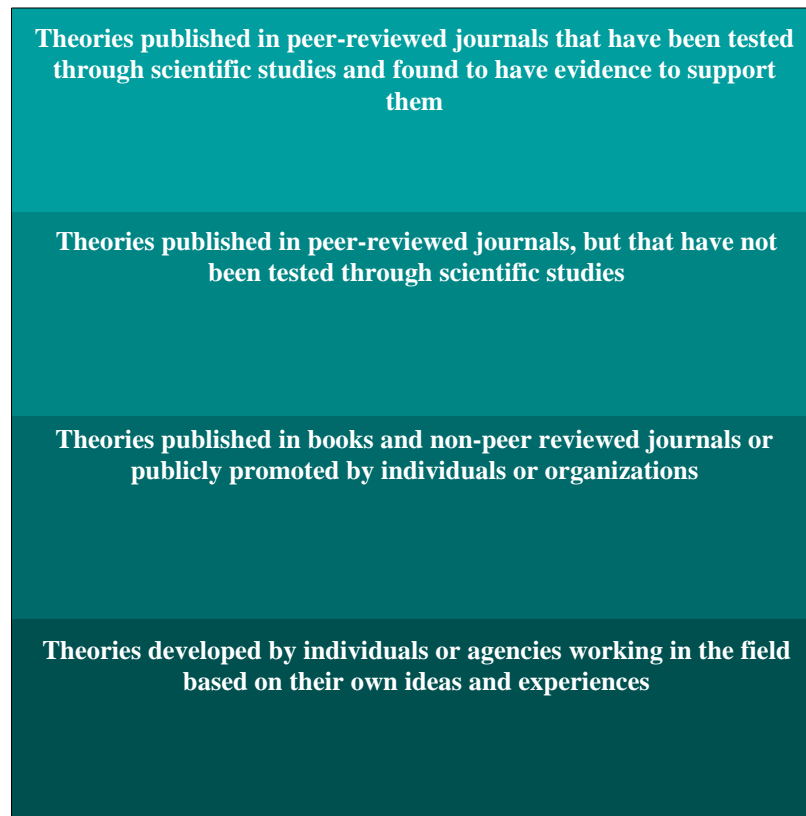 Theories published in peer-reviewed journals that have been tested
through scientific studies and found to have evidence to support
them
Theories published in peer-reviewed journals, but that have not
been tested through scientific studies
Theories published in books and non-peer reviewed journals or
publicly promoted by individuals or organizations
Theories developed by individuals or agencies working in the field
based on their own ideas and experiences